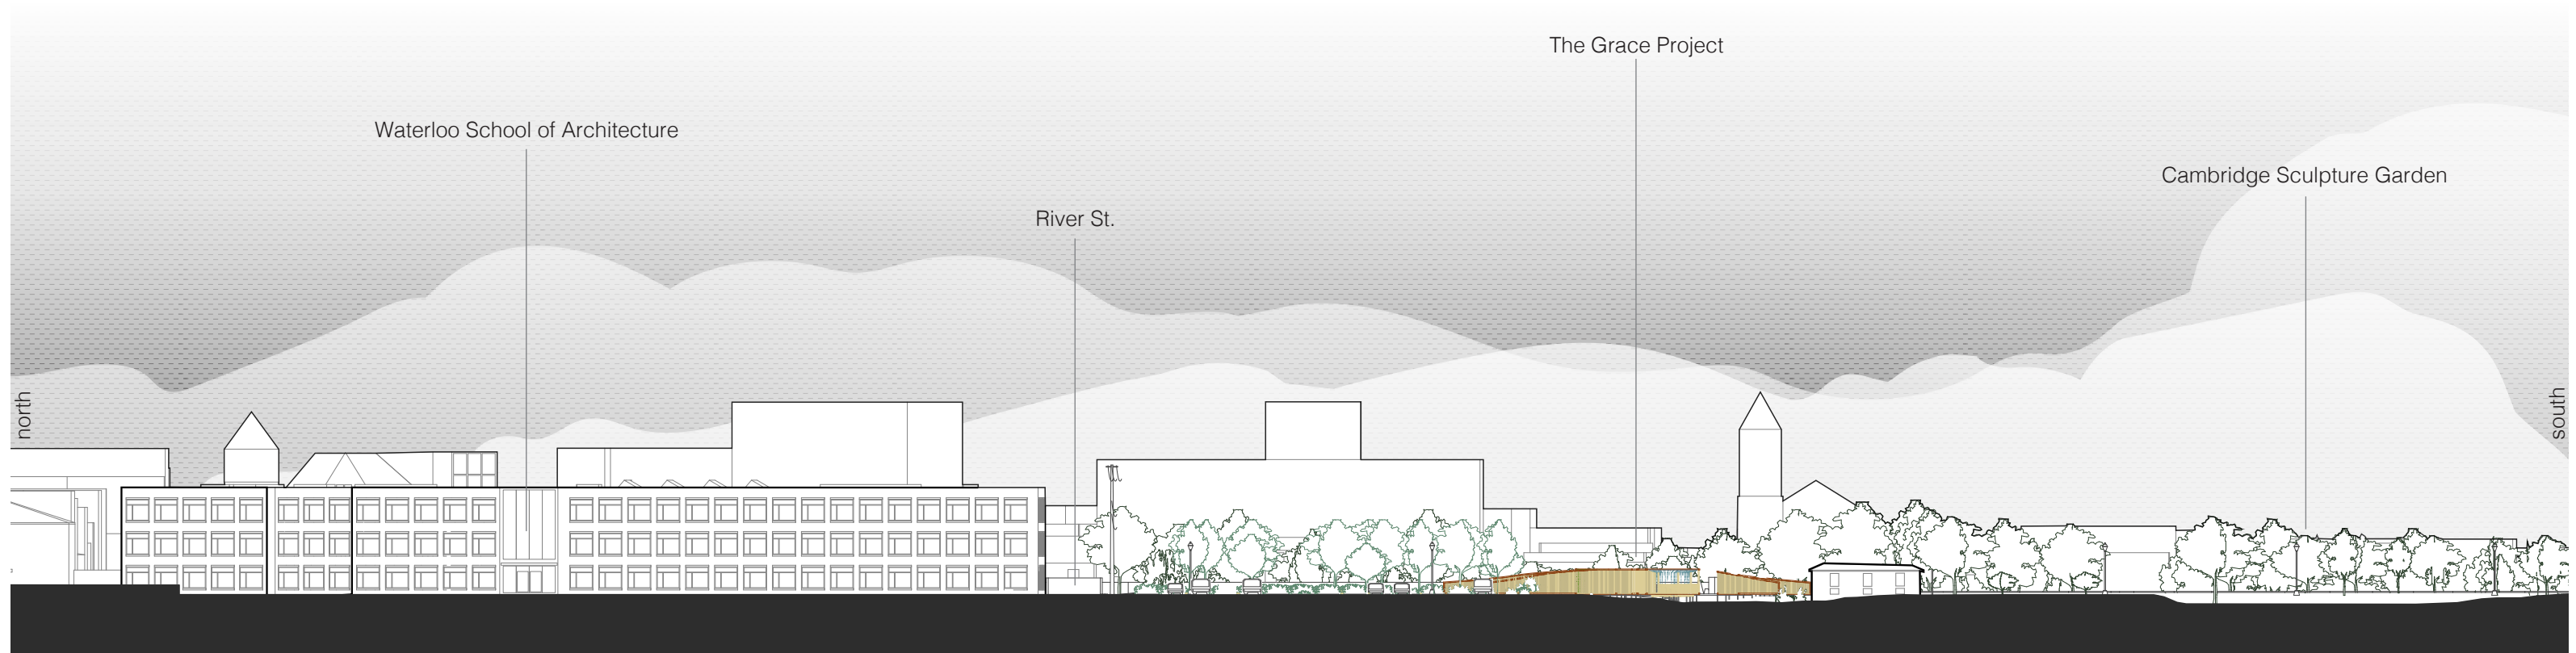 The Grace Project
Waterloo School of Architecture
Cambridge Sculpture Garden
River St.
north
south